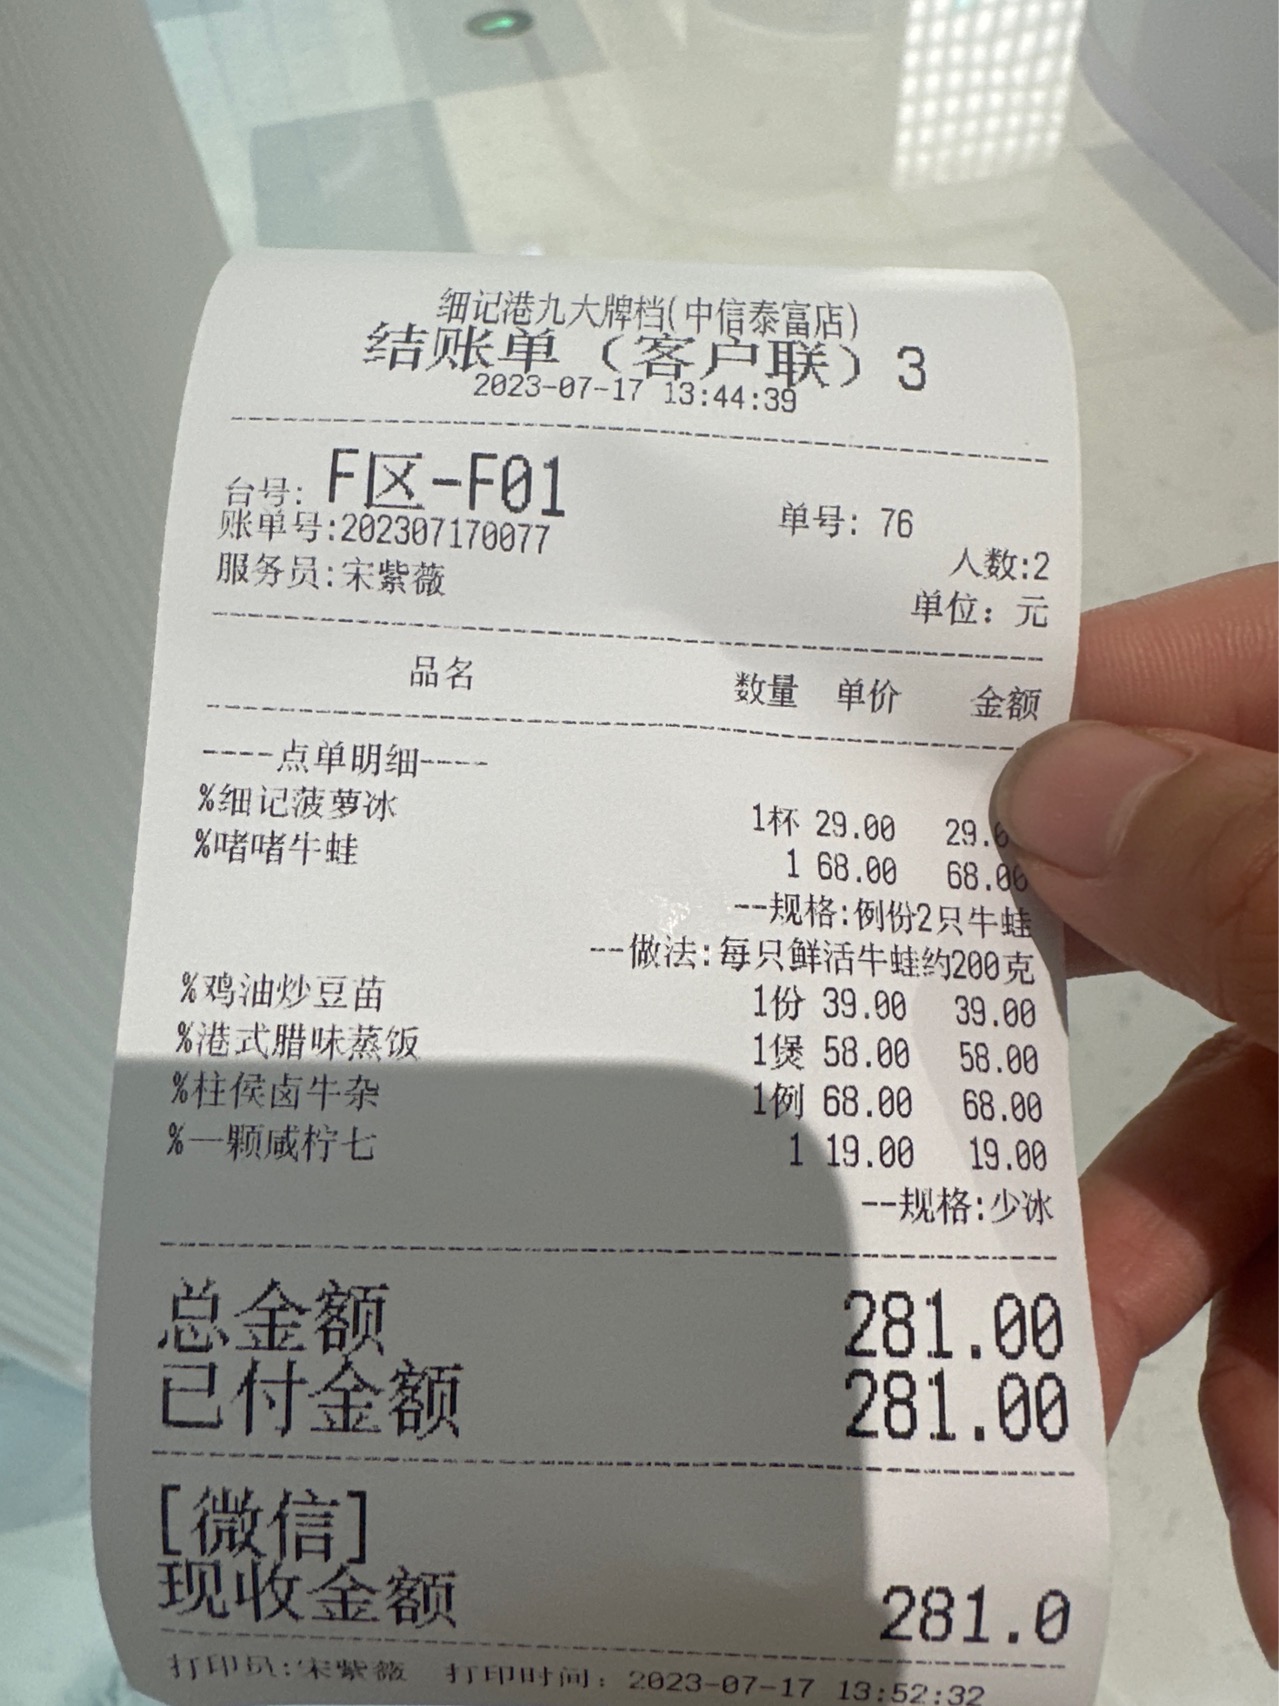 细记港九大牌档(中信泰富店)
结账单（客户联）3
2023-07-17 13:44:39
台号: F区-F01 单号: 76
账单号:202307170077 人数:2
服务员:宋紫薇 单位: 元
品名 数量 单价 金额
----点单明细----
%细记菠萝冰 1杯 29.00 29.0
%啫啫牛蛙 1 68.00 68.00
--规格:例份2只牛蛙
--做法:每只鲜活牛蛙约200克
%鸡油炒豆苗 1份 39.00 39.00
%港式腊味蒸饭 1煲 58.00 58.00
%柱侯卤牛杂 1例 68.00 68.00
%一颗咸柠七 1 19.00 19.00
--规格:少冰
总金额 281.00
已付金额 281.00
[微信]
现收金额 281.0
打印员:宋紫薇 打印时间: 2023-07-17 13:52:32